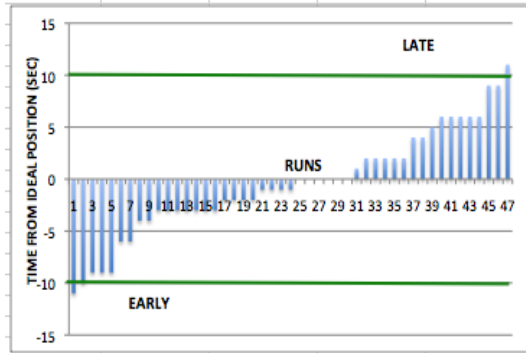 15
LATE
10
5
RUNS
0
1 3 5 7 9 11 13 15 17 19 21 23 25 27 29 31 33 35 37 39 41 43 45 47
-5
-10
EARLY
-15
TIME FROM IDEAL POSITION (SEC)